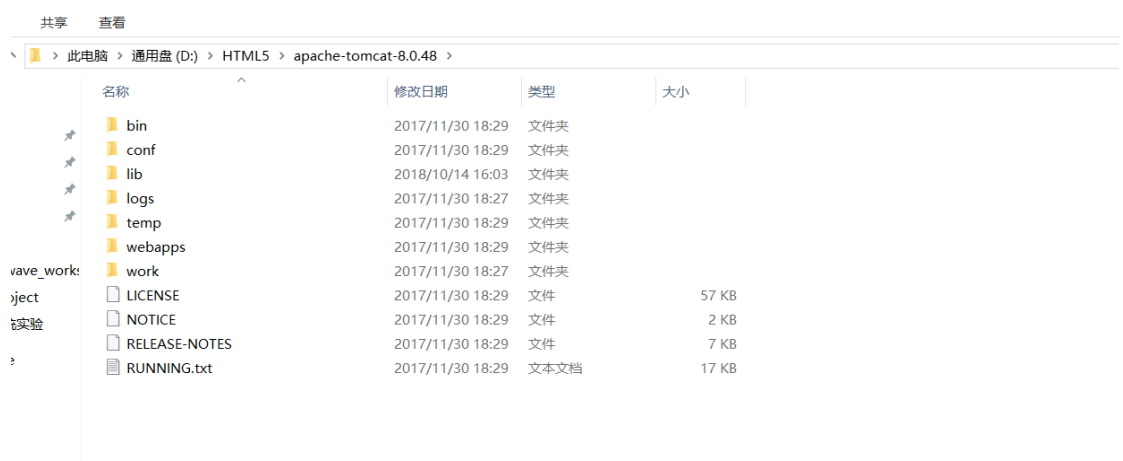 共享 查看
此电脑 通用盘 (D:) HTML5 apache-tomcat-8.0.48
名称 修改日期 类型 大小
bin 2017/11/30 18:29 文件夹
conf 2017/11/30 18:29 文件夹
lib 2018/10/14 16:03 文件夹
logs 2017/11/30 18:27 文件夹
temp 2017/11/30 18:29 文件夹
webapps 2017/11/30 18:29 文件夹
wave_works work 2017/11/30 18:27 文件夹
oject LICENSE 2017/11/30 18:29 文件 57 KB
实验 NOTICE 2017/11/30 18:29 文件 2 KB
RELEASE-NOTES 2017/11/30 18:29 文件 7 KB
e RUNNING.txt 2017/11/30 18:29 文本文档 17 KB